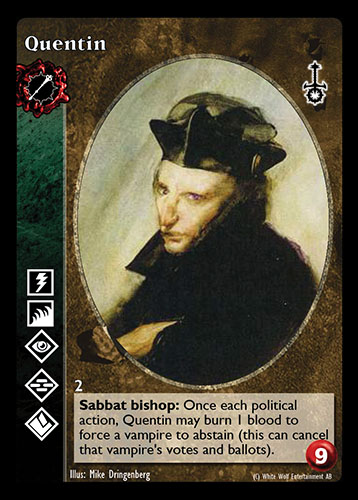 Quentin
2
Sabbat bishop: Once each political
action, Quentin may burn 1 blood to
force a vampire to abstain (this can cancel
that vampire's votes and ballots).
9
Illus: Mike Dringenberg
(C) White Wolf Entertainment AB